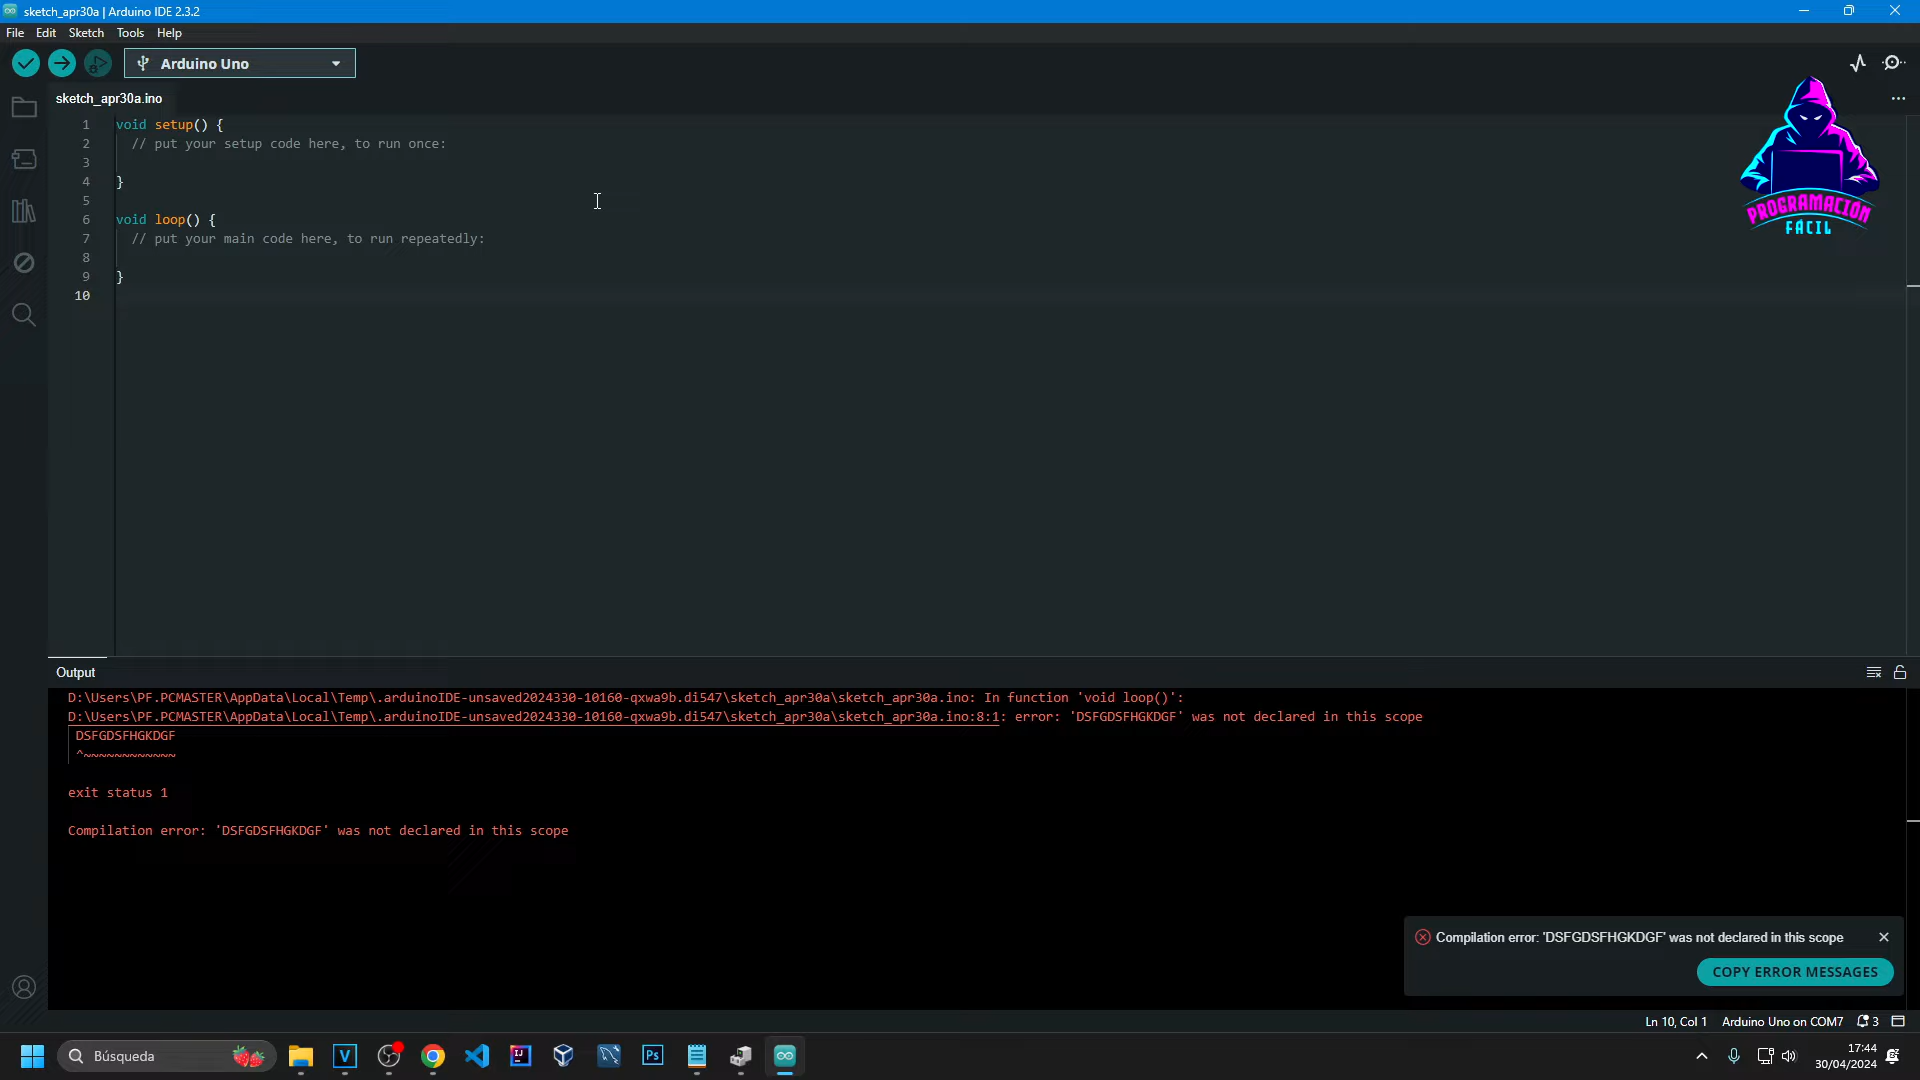 sketch_apr30a | Arduino IDE 2.3.2
File Edit Sketch Tools Help
Arduino Uno
sketch_apr30a.ino
1 void setup() {
2 // put your setup code here, to run once:
3
4 }
5
6 void loop() {
7 // put your main code here, to run repeatedly:
8
9 }
10
PROGRAMACIÓN
FÁCIL
Output
D:\Users\PF.PCMASTER\AppData\Local\Temp\.arduinoIDE-unsaved2024330-10160-qxwa9b.di547\sketch_apr30a\sketch_apr30a.ino: In function 'void loop()':
D:\Users\PF.PCMASTER\AppData\Local\Temp\.arduinoIDE-unsaved2024330-10160-qxwa9b.di547\sketch_apr30a\sketch_apr30a.ino:8:1: error: 'DSFGDSFHGKDGF' was not declared in this scope
DSFGDSFHGKDGF
^~~~~~~~~~~~~
exit status 1
Compilation error: 'DSFGDSFHGKDGF' was not declared in this scope
Compilation error: 'DSFGDSFHGKDGF' was not declared in this scope
COPY ERROR MESSAGES
Ln 10, Col 1 Arduino Uno on COM7 3
Búsqueda
V
IJ
Ps
17:44
30/04/2024